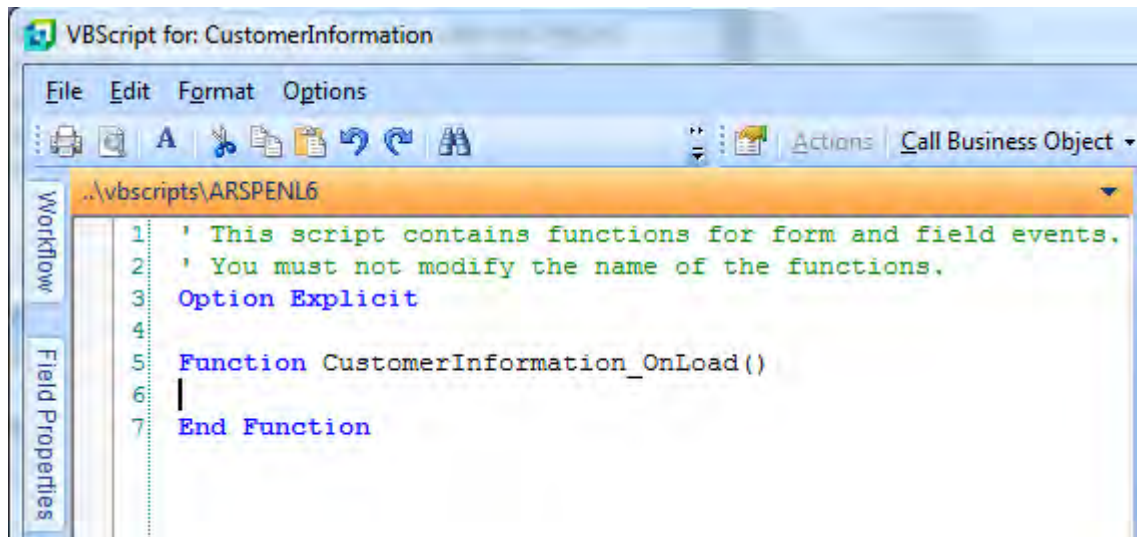 VBScript for: CustomerInformation
File Edit Format Options
A Actions Call Business Object
..\vbscripts\ARSPENL6
Workflow
Field Properties
1 ' This script contains functions for form and field events.
2 ' You must not modify the name of the functions.
3 Option Explicit
4
5 Function CustomerInformation_OnLoad()
6
7 End Function